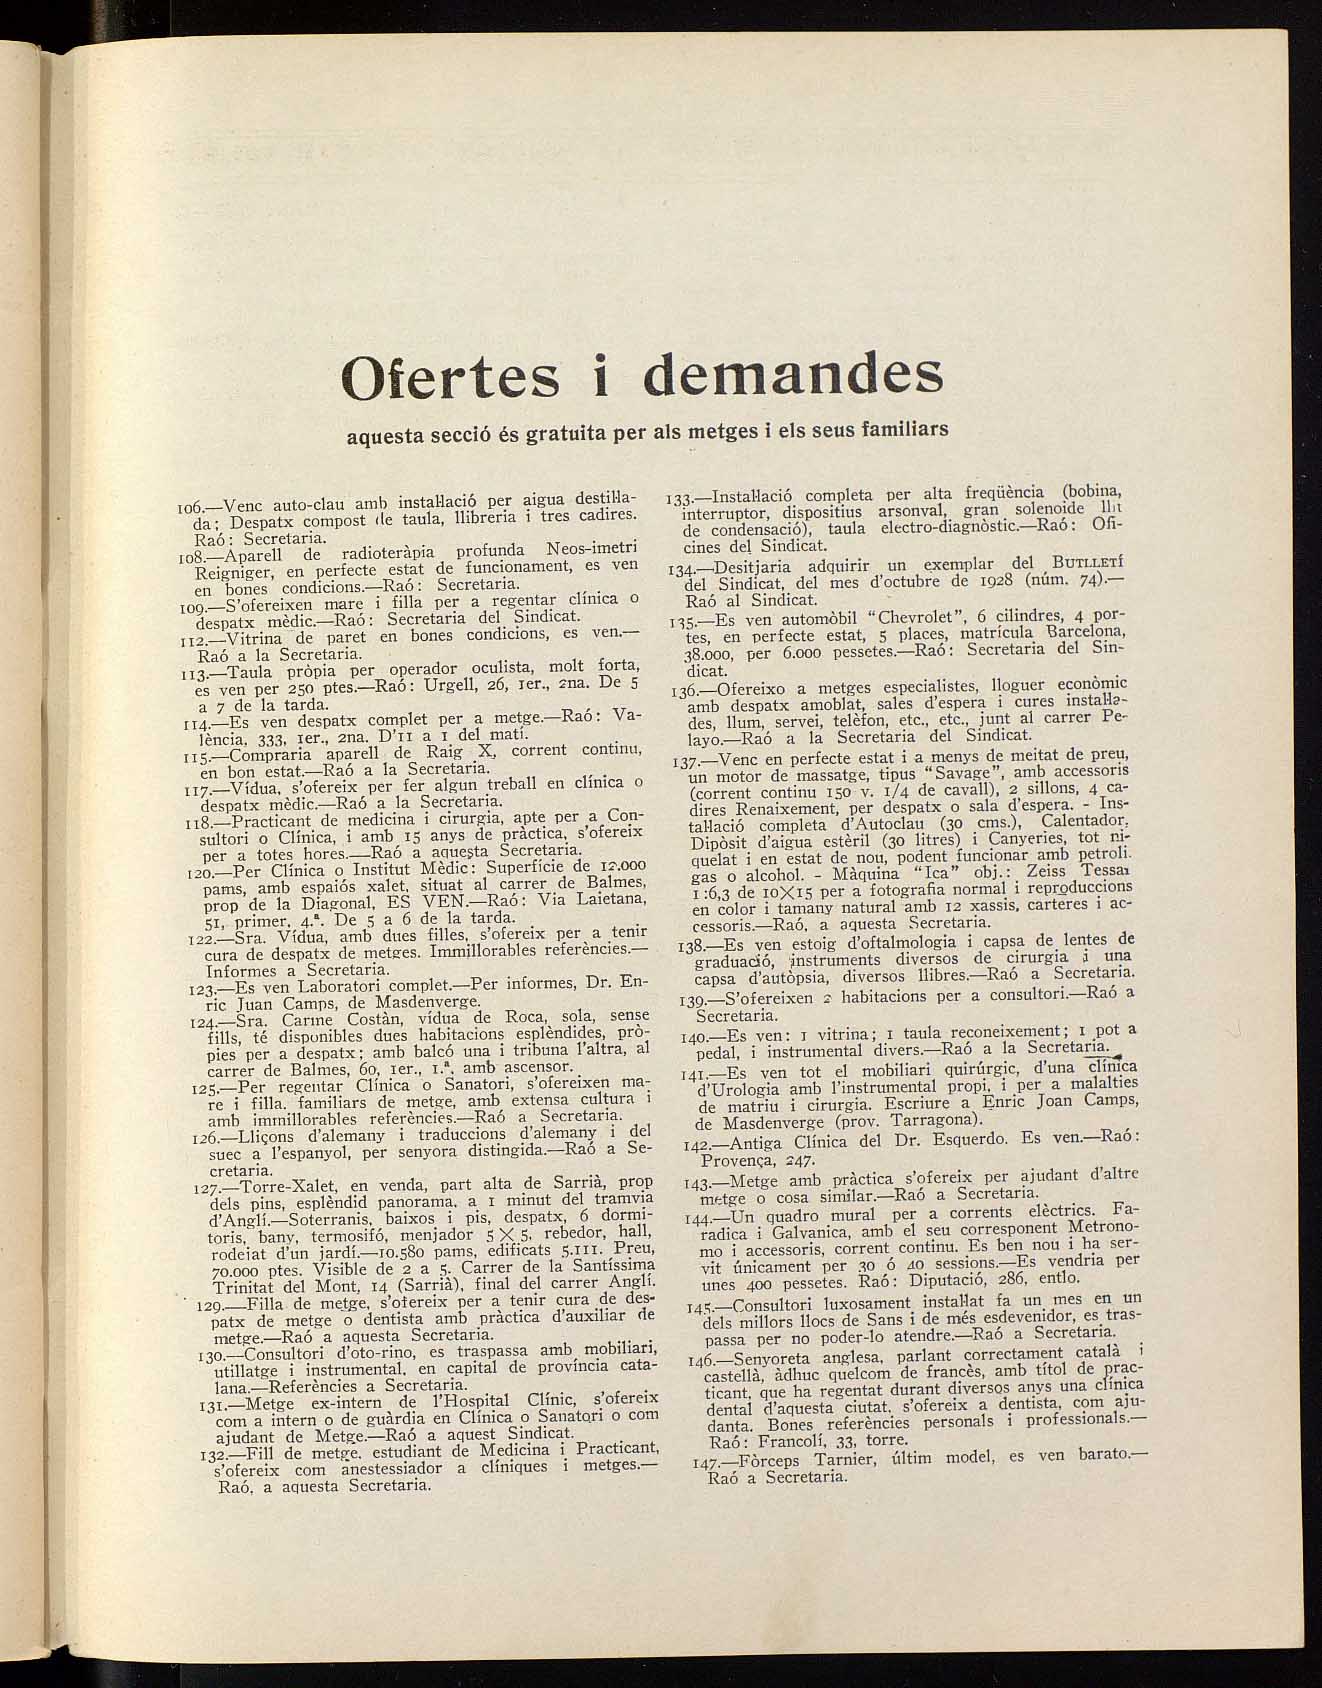 Ofertes i demandes
aquesta secció és gratuita per als metges i els seus familiars
106.—Venc auto-clau amb instaŀlació per aigua destiŀla-
da; Despatx compost de taula, llibreria i tres cadires.
Raó: Secretaria.
108.—Aparell de radioteràpia profunda Neos-imetri
Reigniger, en perfecte estat de funcionament, es ven
en bones condicions.—Raó: Secretaria.
109.—S'ofereixen mare i filla per a regentar clínica o
despatx mèdic.—Raó: Secretaria del Sindicat.
112.—Vitrina de paret en bones condicions, es ven.—
Raó a la Secretaria.
113.—Taula pròpia per operador oculista, molt forta,
es ven per 250 ptes.—Raó: Urgell, 26, 1er., 2na. De 5
a 7 de la tarda.
114.—Es ven despatx complet per a metge.—Raó: Va-
lència, 333, 1er., 2na. D'11 a 1 del matí.
115.—Compraria aparell de Raig X, corrent continu,
en bon estat.—Raó a la Secretaria.
117.—Vídua, s'ofereix per fer algun treball en clínica o
despatx mèdic.—Raó a la Secretaria.
118.—Practicant de medicina i cirurgia, apte per a Con-
sultori o Clínica, i amb 15 anys de pràctica, s'ofereix
per a totes hores.—Raó a aquesta Secretaria.
120.—Per Clínica o Institut Mèdic: Superfície de 12.000
pams, amb espaiós xalet, situat al carrer de Balmes,
prop de la Diagonal, ES VEN.—Raó: Via Laietana,
51, primer, 4.ª. De 5 a 6 de la tarda.
122.—Sra. Vídua, amb dues filles, s'ofereix per a tenir
cura de despatx de metges. Immillorables referències.—
Informes a Secretaria.
123.—Es ven Laboratori complet.—Per informes, Dr. En-
ric Juan Camps, de Masdenverge.
124.—Sra. Carme Costàn, vídua de Roca, sola, sense
fills, té disponibles dues habitacions esplèndides, prò-
pies per a despatx; amb balcó una i tribuna l'altra, al
carrer de Balmes, 60, 1er., 1.ª, amb ascensor.
125.—Per regentar Clínica o Sanatori, s'ofereixen ma-
re i filla, familiars de metge, amb extensa cultura i
amb immillorables referències.—Raó a Secretaria.
126.—Lliçons d'alemany i traduccions d'alemany i del
suec a l'espanyol, per senyora distingida.—Raó a Se-
cretaria.
127.—Torre-Xalet, en venda, part alta de Sarrià, prop
dels pins, esplèndid panorama, a 1 minut del tramvia
d'Anglí.—Soterranis, baixos i pis, despatx, 6 dormi-
toris, bany, termosifó, menjador 5 X 5, rebedor, hall,
rodejat d'un jardí.—10.580 pams, edificats 5.111. Preu,
70.000 ptes. Visible de 2 a 5. Carrer de la Santíssima
Trinitat del Mont, 14 (Sarrià), final del carrer Anglí.
129.—Filla de metge, s'ofereix per a tenir cura de des-
patx de metge o dentista amb pràctica d'auxiliar de
metge.—Raó a aquesta Secretaria.
130.—Consultori d'oto-rino, es traspassa amb mobiliari,
utillatge i instrumental, en capital de província cata-
lana.—Referències a Secretaria.
131.—Metge ex-intern de l'Hospital Clínic, s'ofereix
com a intern o de guàrdia en Clínica o Sanatori o com
ajudant de Metge.—Raó a aquest Sindicat.
132.—Fill de metge, estudiant de Medicina i Practicant,
s'ofereix com anestessiador a clíniques i metges.—
Raó, a aquesta Secretaria.
133.—Instaŀlació completa per alta freqüència (bobina,
interruptor, dispositius arsonval, gran solenoide llit
de condensació), taula electro-diagnòstic.—Raó: Ofi-
cines del Sindicat.
134.—Desitjaria adquirir un exemplar del BUTLLETÍ
del Sindicat, del mes d'octubre de 1928 (núm. 74).—
Raó al Sindicat.
135.—Es ven automòbil "Chevrolet", 6 cilindres, 4 por-
tes, en perfecte estat, 5 places, matrícula Barcelona,
38.000, per 6.000 pessetes.—Raó: Secretaria del Sin-
dicat.
136.—Ofereixo a metges especialistes, lloguer econòmic
amb despatx amoblat, sales d'espera i cures instaŀla-
des, llum, servei, telèfon, etc., etc., junt al carrer Pe-
layo.—Raó a la Secretaria del Sindicat.
137.—Venc en perfecte estat i a menys de meitat de preu,
un motor de massatge, tipus "Savage", amb accessoris
(corrent continu 150 v. 1/4 de cavall), 2 sillons, 4 ca-
dires Renaixement, per despatx o sala d'espera. - Ins-
taŀlació completa d'Autoclau (30 cms.), Calentador,
Dipòsit d'aigua estèril (30 litres) i Canyeries, tot ni-
quelat i en estat de nou, podent funcionar amb petroli,
gas o alcohol. - Màquina "Ica" obj.: Zeiss Tessar
1:6,3 de 10X15 per a fotografia normal i reproduccions
en color i tamany natural amb 12 xassis, carteres i ac-
cessoris.—Raó, a aquesta Secretaria.
138.—Es ven estoig d'oftalmologia i capsa de lentes de
graduació, instruments diversos de cirurgia i una
capsa d'autòpsia, diversos llibres.—Raó a Secretaria.
139.—S'ofereixen 2 habitacions per a consultori.—Raó a
Secretaria.
140.—Es ven: 1 vitrina; 1 taula reconeixement; 1 pot a
pedal, i instrumental divers.—Raó a la Secretaria.
141.—Es ven tot el mobiliari quirúrgic, d'una clínica
d'Urologia amb l'instrumental propi, i per a malalties
de matriu i cirurgia. Escriure a Enric Joan Camps,
de Masdenverge (prov. Tarragona).
142.—Antiga Clínica del Dr. Esquerdo. Es ven.—Raó:
Provença, 247.
143.—Metge amb pràctica s'ofereix per ajudant d'altre
metge o cosa similar.—Raó a Secretaria.
144.—Un quadro mural per a corrents elèctrics. Fa-
radica i Galvanica, amb el seu corresponent Metrono-
mo i accessoris, corrent continu. Es ben nou i ha ser-
vit únicament per 30 ó 40 sessions.—Es vendria per
unes 400 pessetes. Raó: Diputació, 286, entlo.
145.—Consultori luxosament instaŀlat fa un mes en un
dels millors llocs de Sans i de més esdevenidor, es tras-
passa per no poder-lo atendre.—Raó a Secretaria.
146.—Senyoreta anglesa, parlant correctament català i
castellà, àdhuc quelcom de francès, amb títol de prac-
ticant, que ha regentat durant diversos anys una clínica
dental d'aquesta ciutat, s'ofereix a dentista, com aju-
danta. Bones referències personals i professionals.—
Raó: Francolí, 33, torre.
147.—Fòrceps Tarnier, últim model, es ven barato.—
Raó a Secretaria.